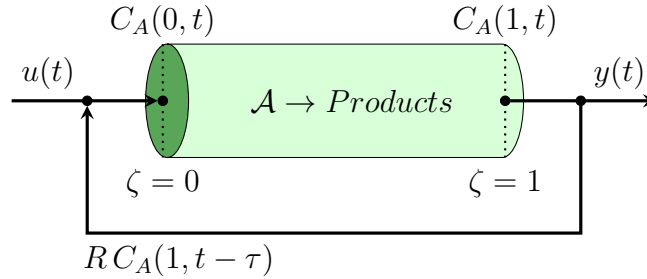 C_A(0, t) C_A(1, t)
u(t) y(t)
𝒜 → Products
ζ = 0 ζ = 1
R C_A(1, t − τ)